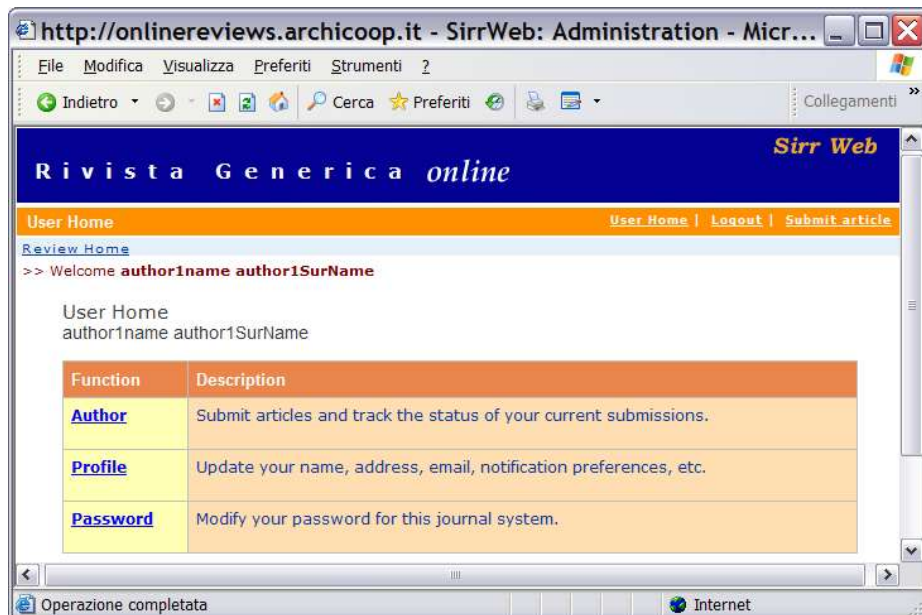 http://onlinereviews.archicoop.it - SirrWeb: Administration - Micr...
File Modifica Visualizza Preferiti Strumenti ?
Indietro Cerca Preferiti Collegamenti »
Sirr Web
Rivista Generica online
User Home User Home | Logout | Submit article
Review Home
>> Welcome author1name author1SurName
User Home
author1name author1SurName
Function Description
Author Submit articles and track the status of your current submissions.
Profile Update your name, address, email, notification preferences, etc.
Password Modify your password for this journal system.
Operazione completata Internet